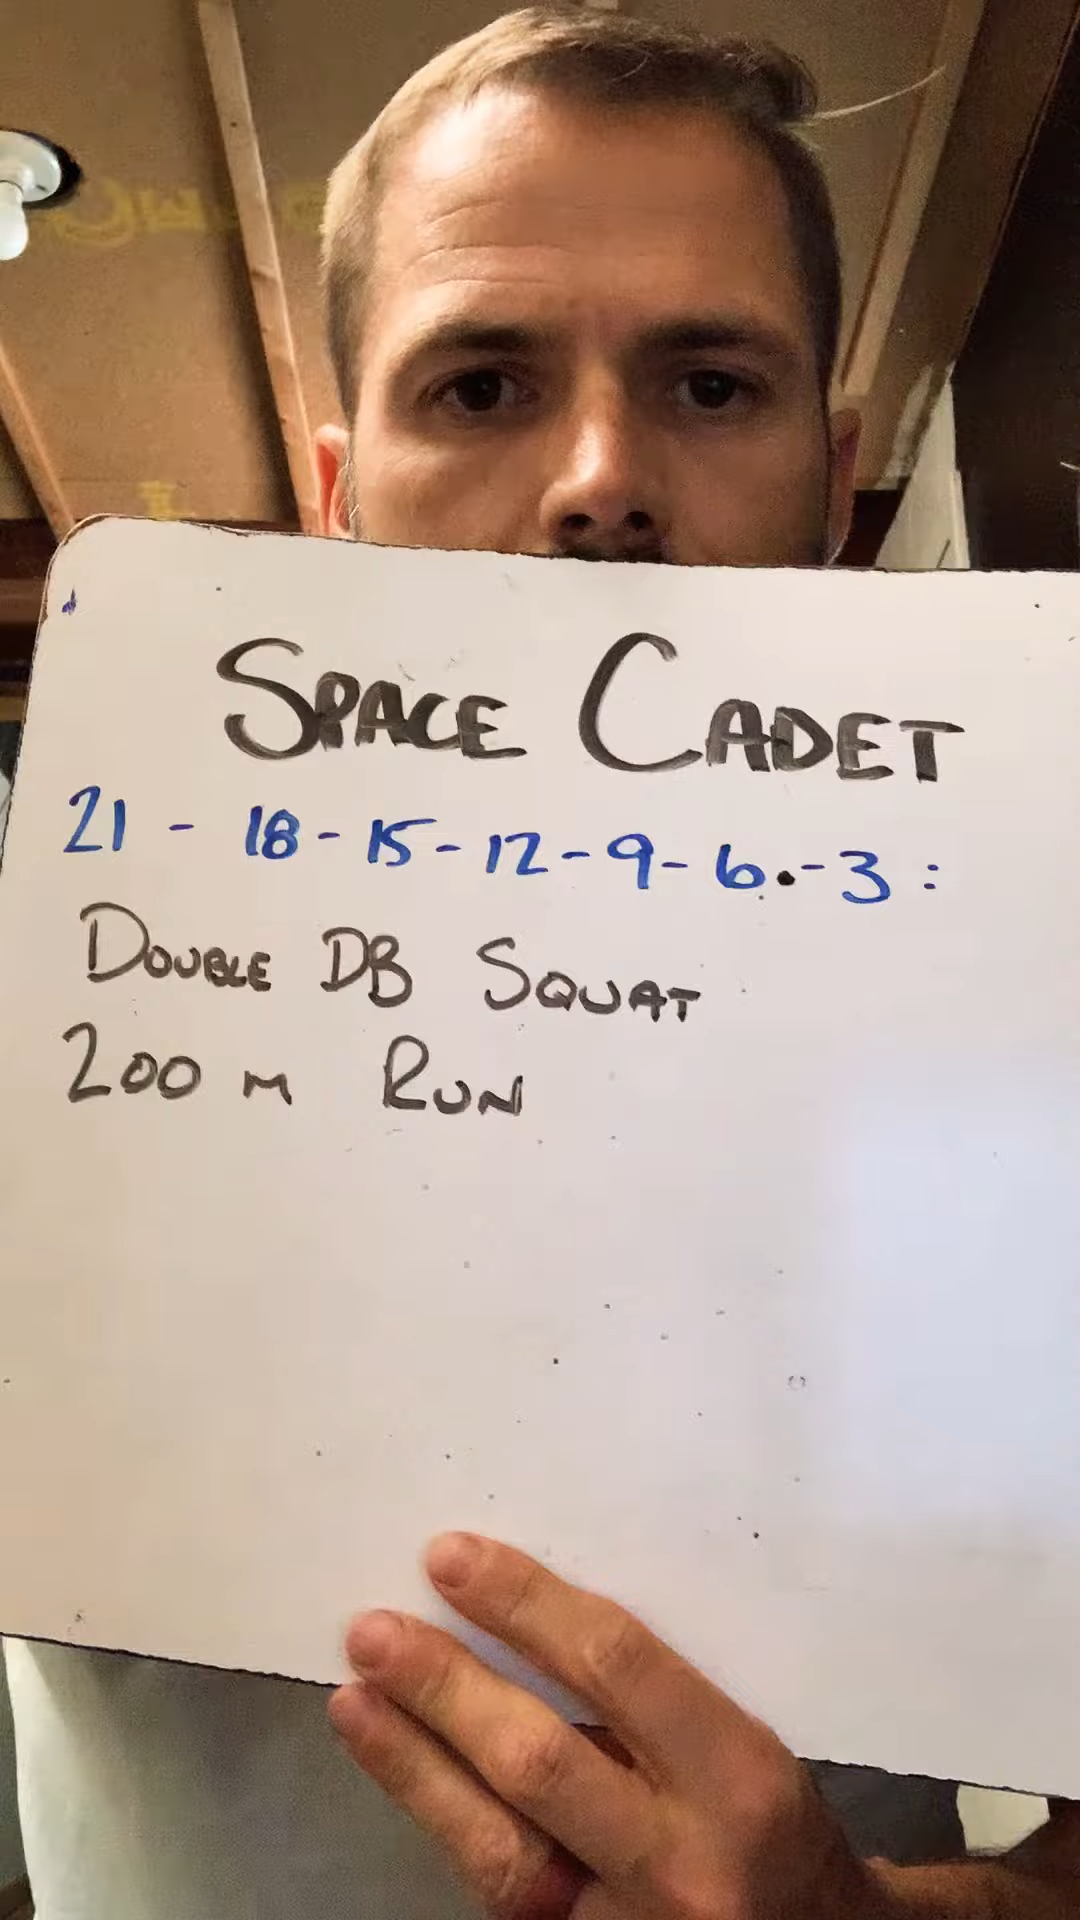 SPACE CADET
21 - 18 - 15 - 12 - 9 - 6 - 3 :
DOUBLE DB SQUAT
200 M RUN